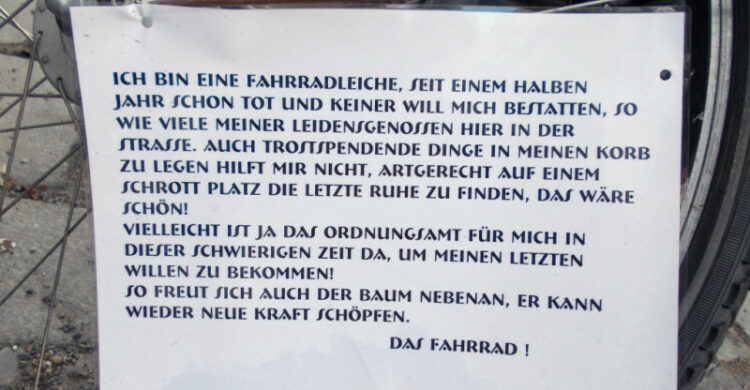 ICH BIN EINE FAHRRADLEICHE, SEIT EINEM HALBEN
JAHR SCHON TOT UND KEINER WILL MICH BESTATTEN, SO
WIE VIELE MEINER LEIDENSGENOSSEN HIER IN DER
STRASSE. AUCH TROSTSPENDENDE DINGE IN MEINEN KORB
ZU LEGEN HILFT MIR NICHT, ARTGERECHT AUF EINEM
SCHROTT PLATZ DIE LETZTE RUHE ZU FINDEN, DAS WÄRE
SCHÖN!
VIELLEICHT IST JA DAS ORDNUNGSAMT FÜR MICH IN
DIESER SCHWIERIGEN ZEIT DA, UM MEINEN LETZTEN
WILLEN ZU BEKOMMEN!
SO FREUT SICH AUCH DER BAUM NEBENAN, ER KANN
WIEDER NEUE KRAFT SCHÖPFEN.
DAS FAHRRAD !